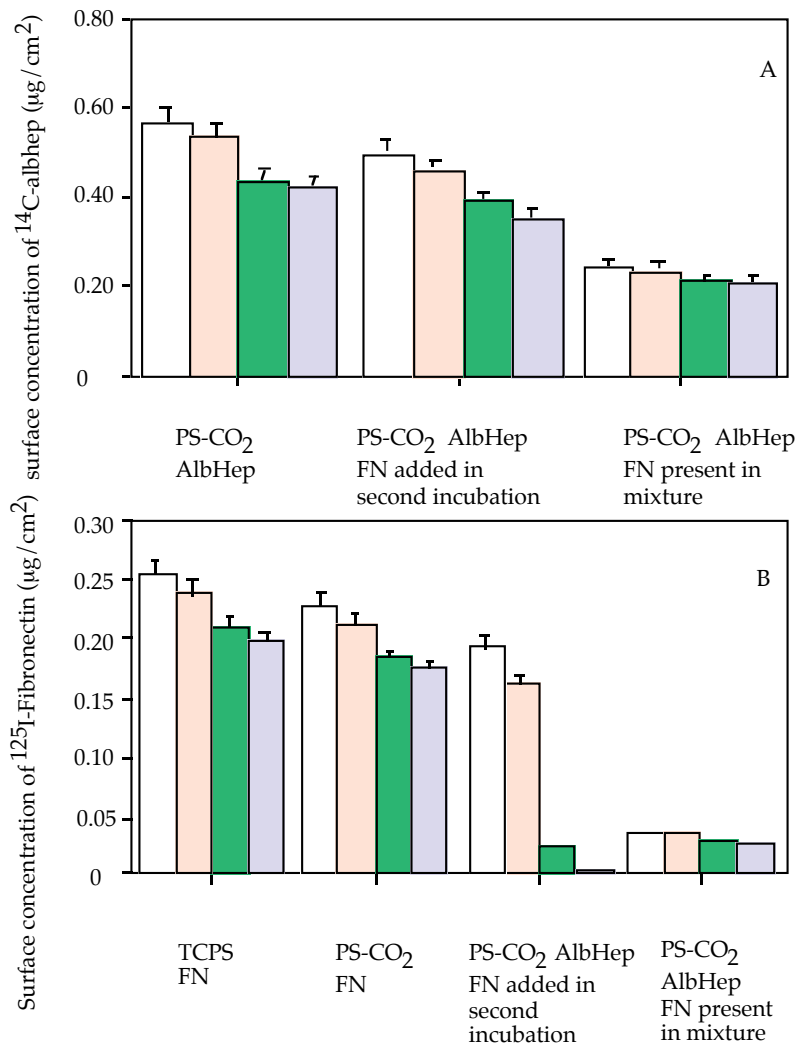 surface concentration of ¹⁴C-albhep (µg/cm²)
0.80
0.60
0.40
0.20
0
A
PS-CO₂
AlbHep
PS-CO₂ AlbHep
FN added in
second incubation
PS-CO₂ AlbHep
FN present in
mixture
Surface concentration of ¹²⁵I-Fibronectin (µg/cm²)
0.30
0.25
0.20
0.15
0.10
0.05
0
B
TCPS
FN
PS-CO₂
FN
PS-CO₂ AlbHep
FN added in
second
incubation
PS-CO₂
AlbHep
FN present
in mixture